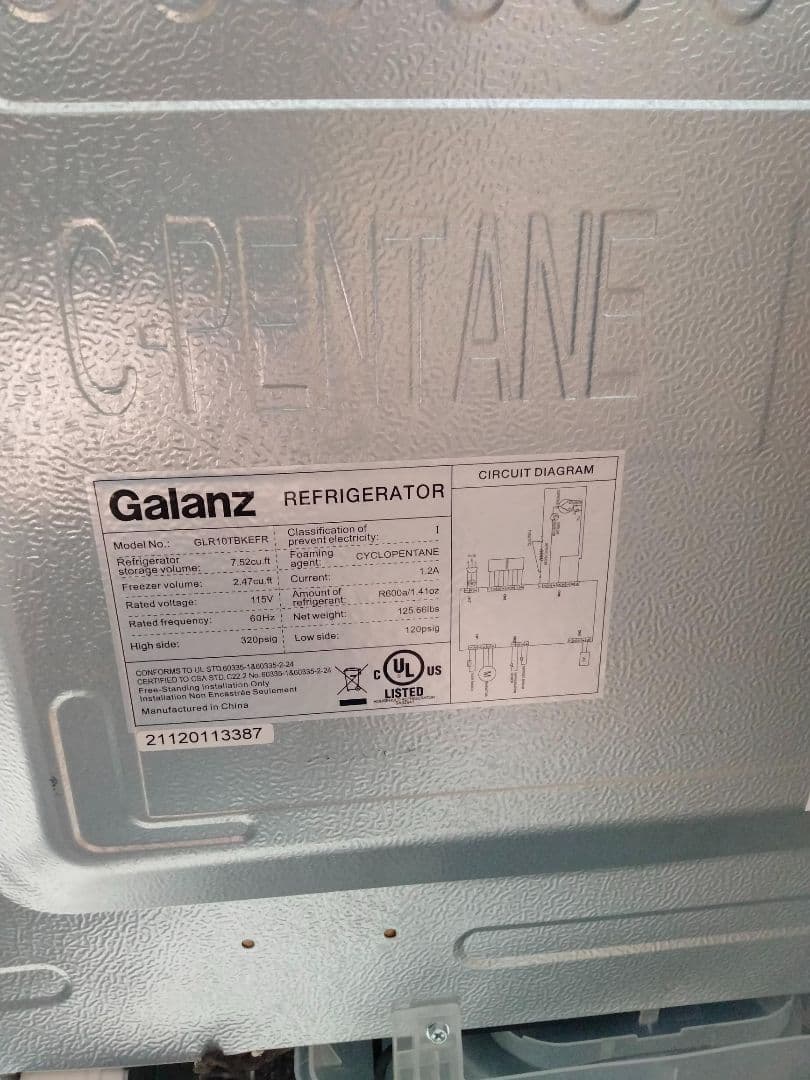 C-PENTANE
Galanz REFRIGERATOR
Model No.: GLR10TBKEFR
Refrigerator storage volume: 7.52cu.ft
Freezer volume: 2.47cu.ft
Rated voltage: 115V
Rated frequency: 60Hz
High side: 320psig
Classification of prevent electricity: I
Foaming agent: CYCLOPENTANE
Current: 1.2A
Amount of refrigerant: R600a/1.41oz
Net weight: 125.66lbs
Low side: 120psig
CONFORMS TO UL STD.60335-1&60335-2-24
CERTIFIED TO CSA STD. C22.2 No.60335-1&60335-2-24
Free-Standing Installation Only
Installation Non Encastrée Seulement
Manufactured in China
C UL US
LISTED
CIRCUIT DIAGRAM
21120113387